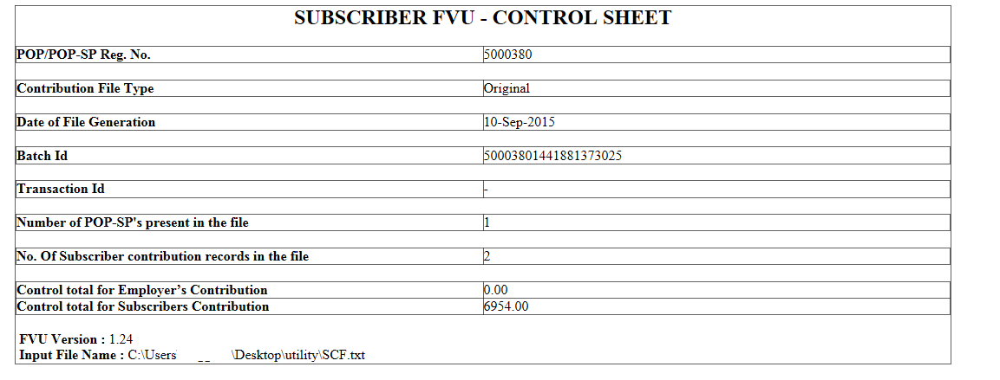 SUBSCRIBER FVU - CONTROL SHEET
POP/POP-SP Reg. No. 5000380
Contribution File Type Original
Date of File Generation 10-Sep-2015
Batch Id 50003801441881373025
Transaction Id -
Number of POP-SP's present in the file 1
No. Of Subscriber contribution records in the file 2
Control total for Employer’s Contribution 0.00
Control total for Subscribers Contribution 6954.00
FVU Version : 1.24
Input File Name : C:\Users \Desktop\utility\SCF.txt